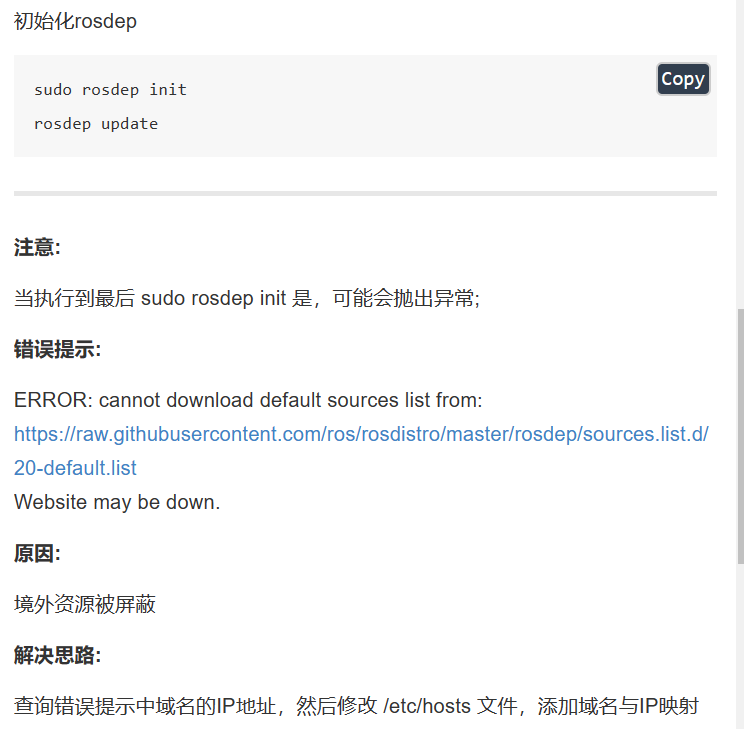 初始化rosdep
Copy
sudo rosdep init
rosdep update
注意:
当执行到最后 sudo rosdep init 是，可能会抛出异常;
错误提示:
ERROR: cannot download default sources list from:
https://raw.githubusercontent.com/ros/rosdistro/master/rosdep/sources.list.d/
20-default.list
Website may be down.
原因:
境外资源被屏蔽
解决思路:
查询错误提示中域名的IP地址，然后修改 /etc/hosts 文件，添加域名与IP映射